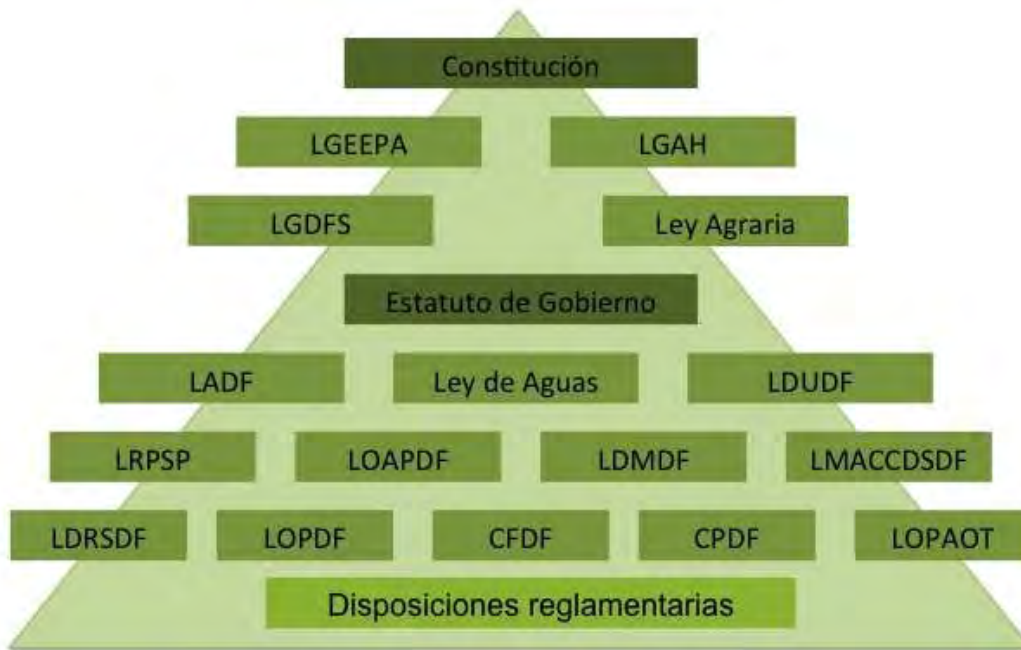 Constitución
LGEEPA LGAH
LGDFS Ley Agraria
Estatuto de Gobierno
LADF Ley de Aguas LDUDF
LRPSP LOAPDF LDMDF LMACCDSDF
LDRSDF LOPDF CFDF CPDF LOPAOT
Disposiciones reglamentarias